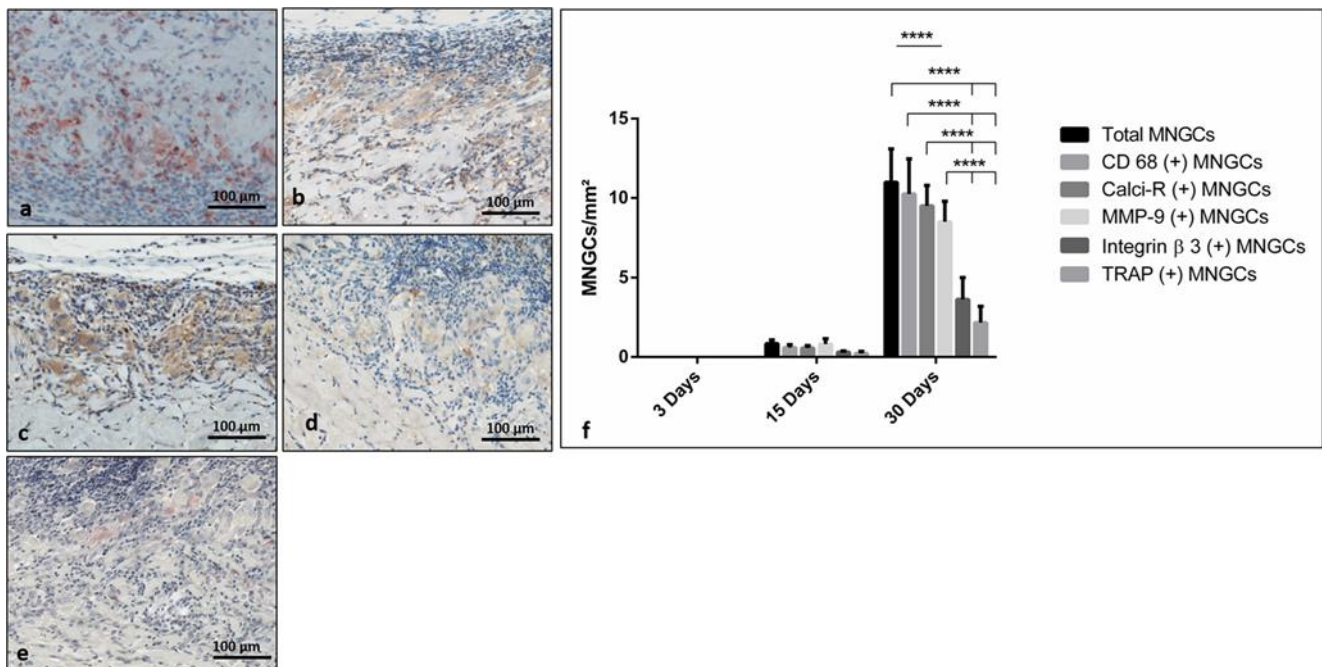 100 µm
a
100 µm
b
100 µm
c
100 µm
d
100 µm
e
****
****
****
****
****
15
10
5
0
MNGCs/mm²
3 Days
15 Days
30 Days
f
Total MNGCs
CD 68 (+) MNGCs
Calci-R (+) MNGCs
MMP-9 (+) MNGCs
Integrin β 3 (+) MNGCs
TRAP (+) MNGCs